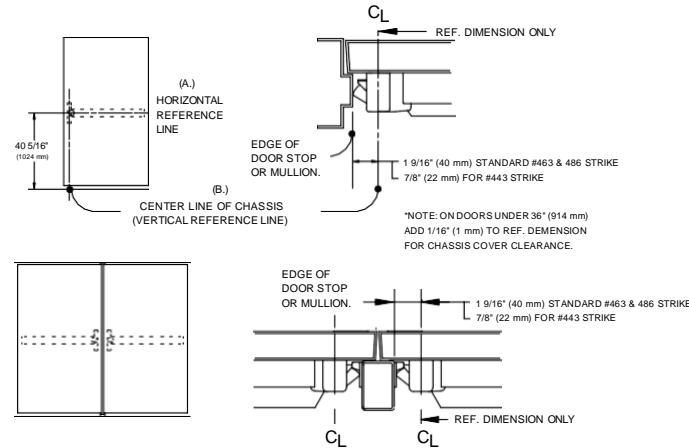 CL
REF. DIMENSION ONLY
(A.)
HORIZONTAL
REFERENCE
LINE
40 5/16"
(1024 mm)
EDGE OF
DOOR STOP
OR MULLION.
1 9/16" (40 mm) STANDARD #463 & 486 STRIKE
7/8" (22 mm) FOR #443 STRIKE
(B.)
CENTER LINE OF CHASSIS
(VERTICAL REFERENCE LINE)
*NOTE: ON DOORS UNDER 36" (914 mm)
ADD 1/16" (1 mm) TO REF. DEMENSION
FOR CHASSIS COVER CLEARANCE.
EDGE OF
DOOR STOP
OR MULLION.
1 9/16" (40 mm) STANDARD #463 & 486 STRIKE
7/8" (22 mm) FOR #443 STRIKE
REF. DIMENSION ONLY
CL
CL